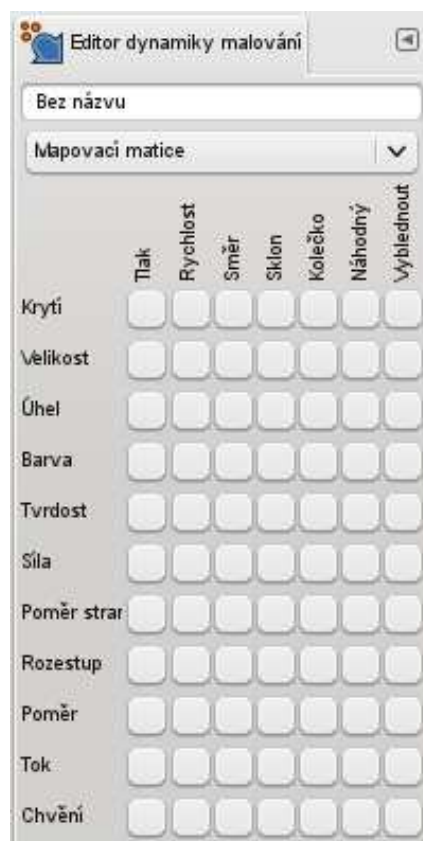 Editor dynamiky malování
Bez názvu
Mapovací matice
Tlak Rychlost Směr Sklon Kolečko Náhodný Vyblednout
Krytí
Velikost
Úhel
Barva
Tvrdost
Síla
Poměr stran
Rozestup
Poměr
Tok
Chvění